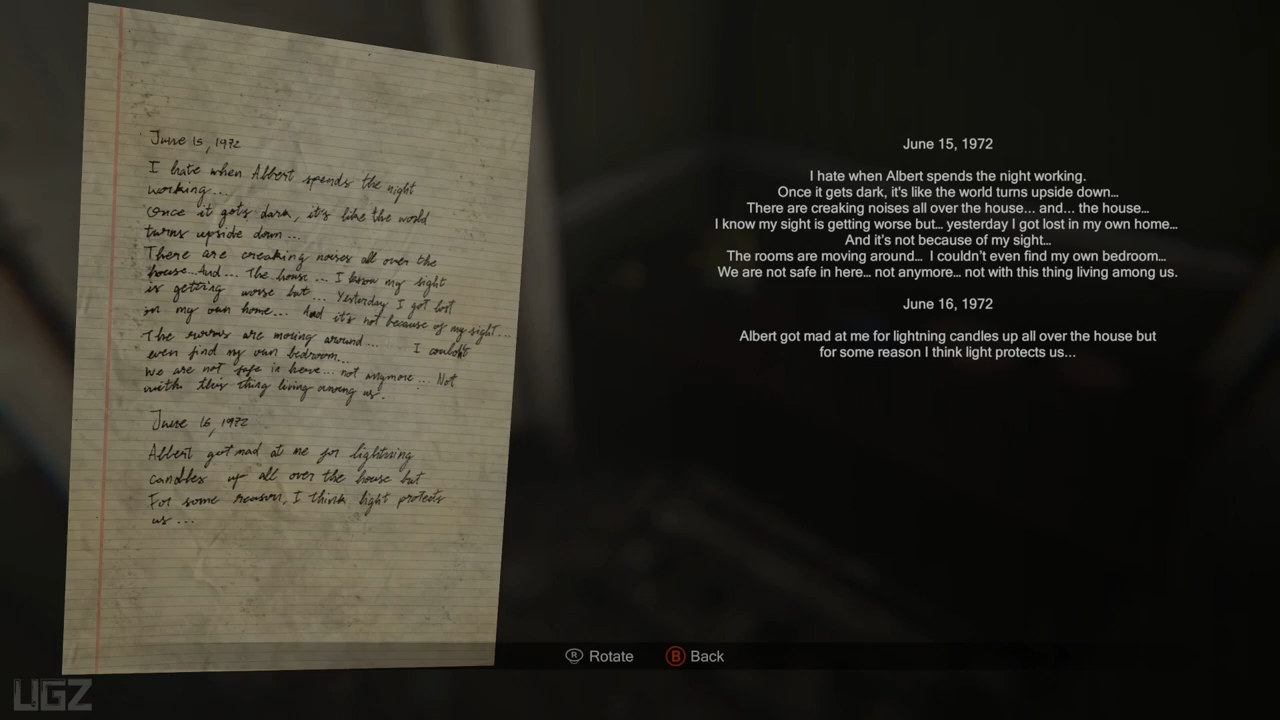 June 15, 1972
I hate when Albert spends the night
working...
Once it gets dark, it's like the world
turns upside down...
There are creaking noises all over the
house... And... The house... I know my sight
is getting worse but... Yesterday I got lost
in my own home... And it's not because of my sight...
The rooms are moving around... I couldn't
even find my own bedroom...
We are not safe in here... not anymore... Not
with this thing living among us.
June 16, 1972
Albert got mad at me for lightning
candles up all over the house but
For some reason, I think light protects
us...
June 15, 1972
I hate when Albert spends the night working.
Once it gets dark, it's like the world turns upside down...
There are creaking noises all over the house... and... the house...
I know my sight is getting worse but... yesterday I got lost in my own home...
And it's not because of my sight...
The rooms are moving around... I couldn't even find my own bedroom...
We are not safe in here... not anymore... not with this thing living among us.
June 16, 1972
Albert got mad at me for lightning candles up all over the house but
for some reason I think light protects us...
R Rotate B Back
UGZ